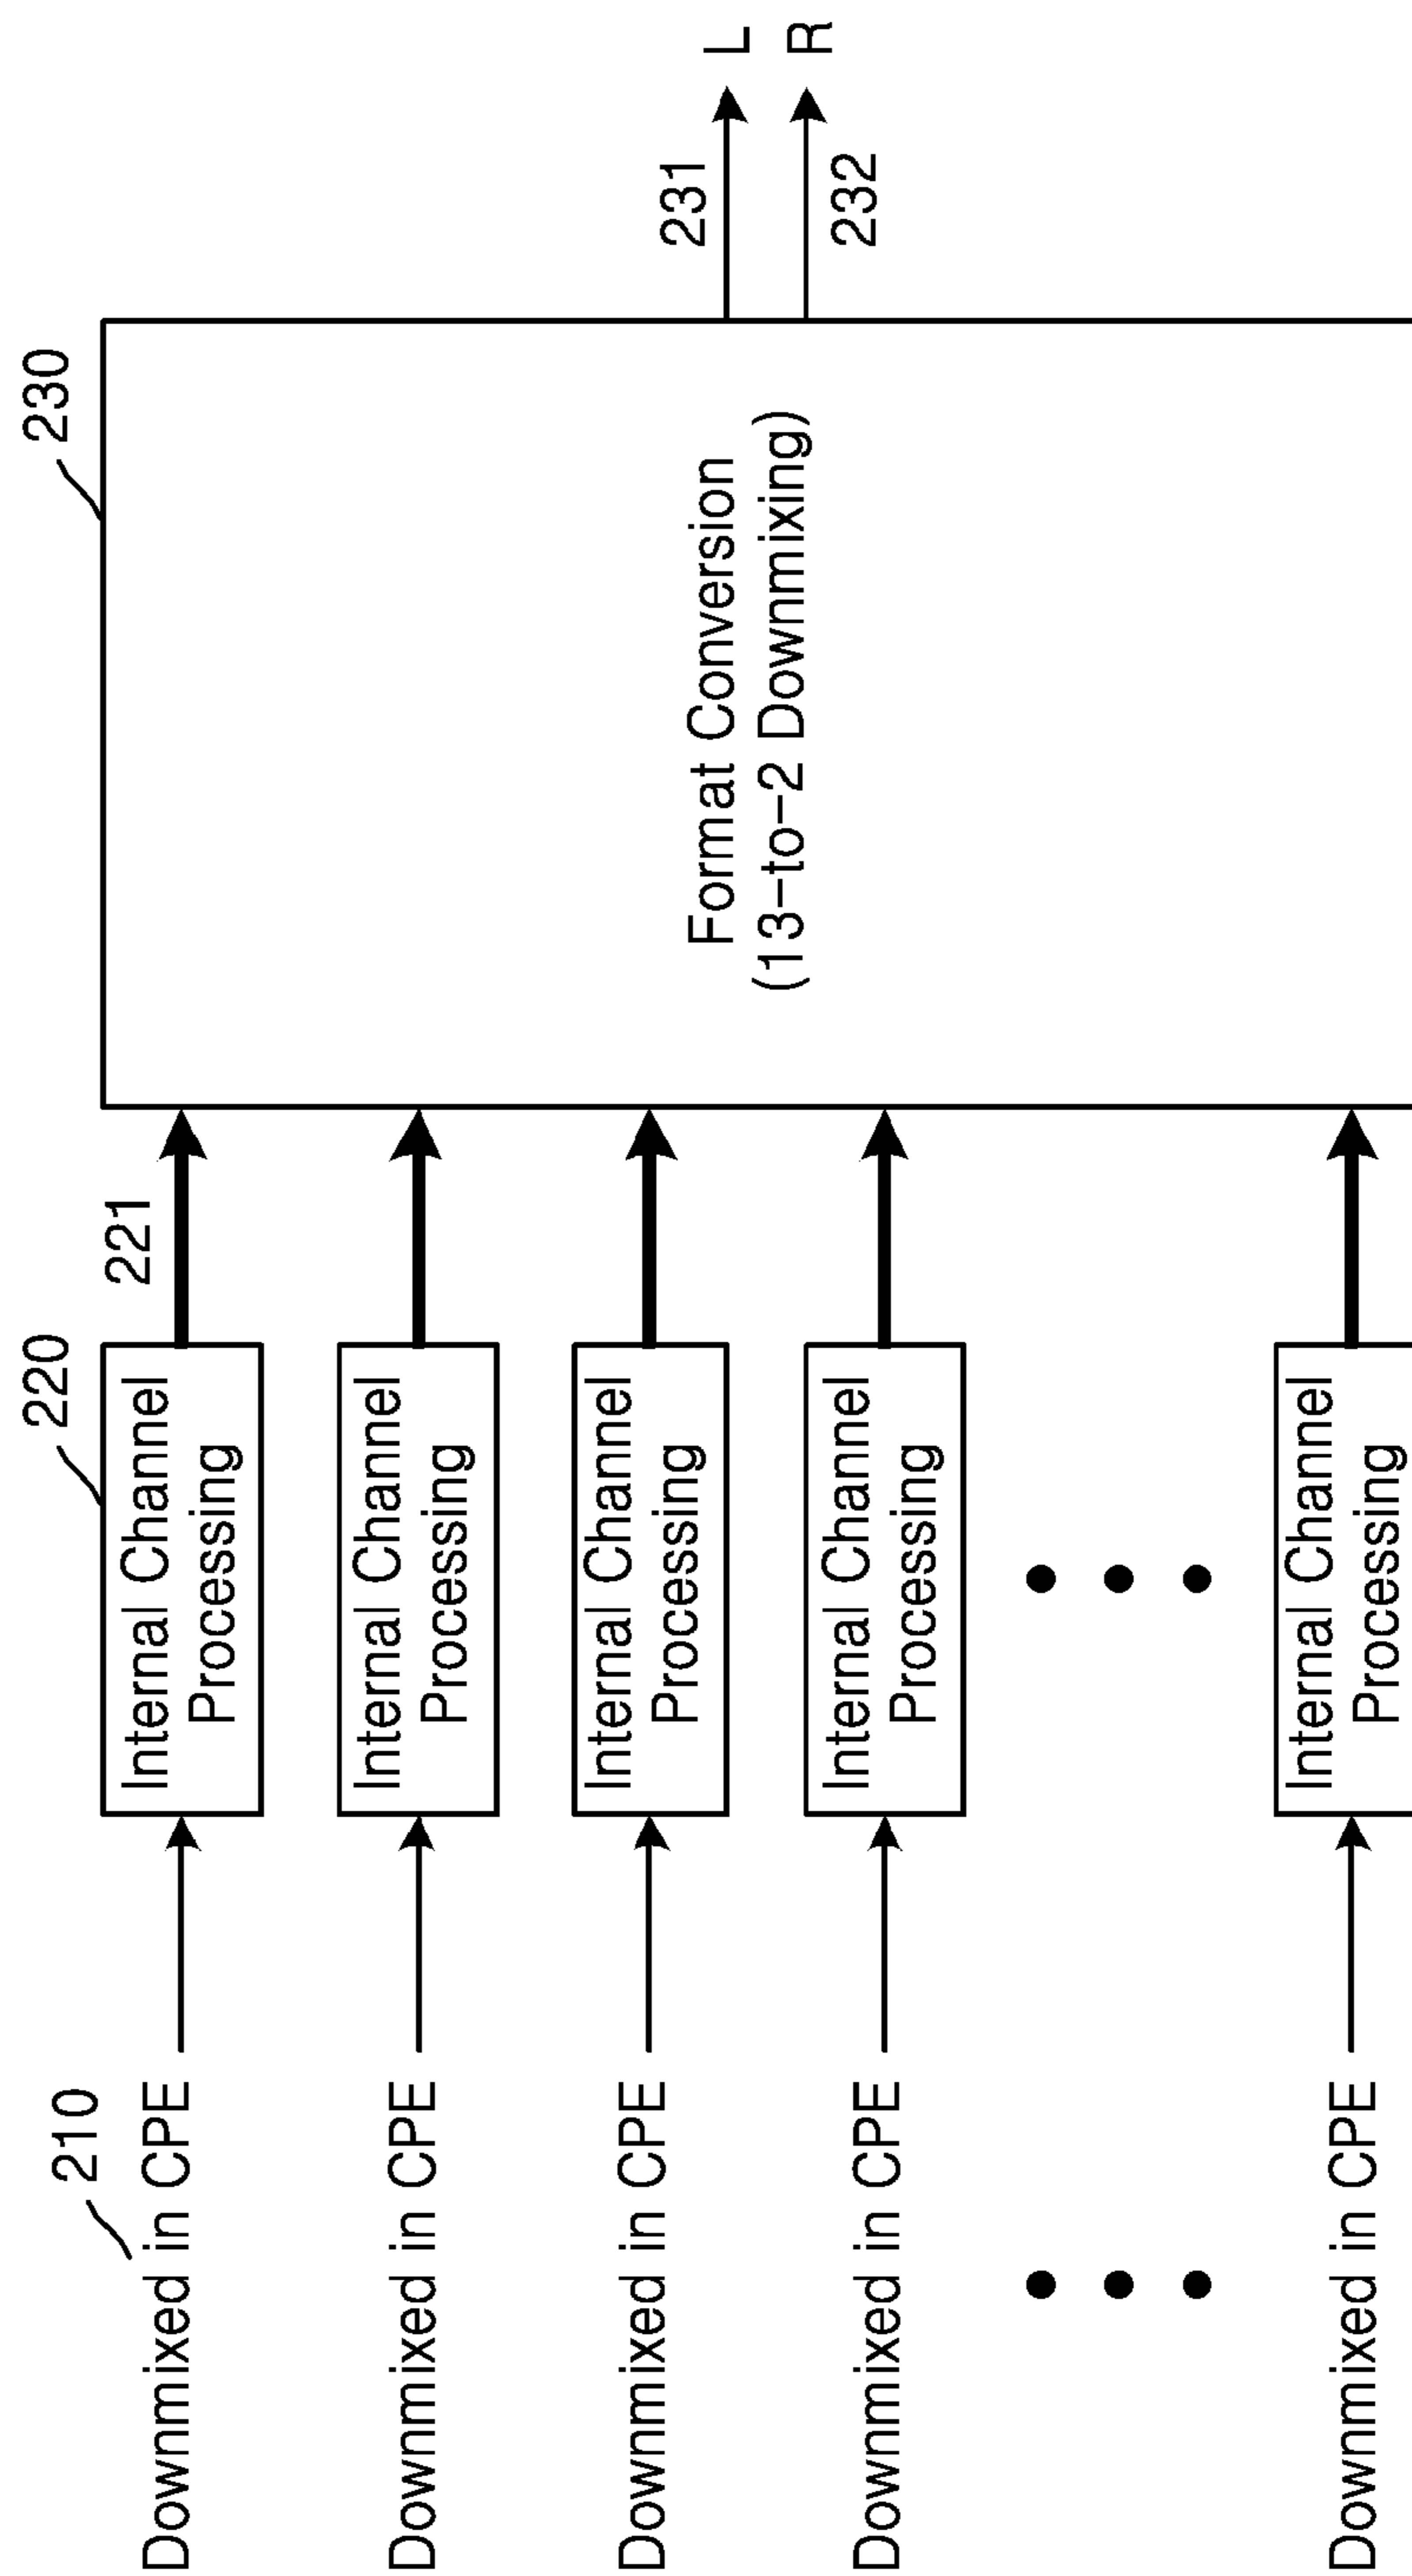 210
Downmixed in CPE
220
Internal Channel
Processing
221
230
Format Conversion
(13-to-2 Downmixing)
231
L
R
232
Downmixed in CPE
Internal Channel
Processing
Downmixed in CPE
Internal Channel
Processing
Downmixed in CPE
Internal Channel
Processing
Downmixed in CPE
Internal Channel
Processing